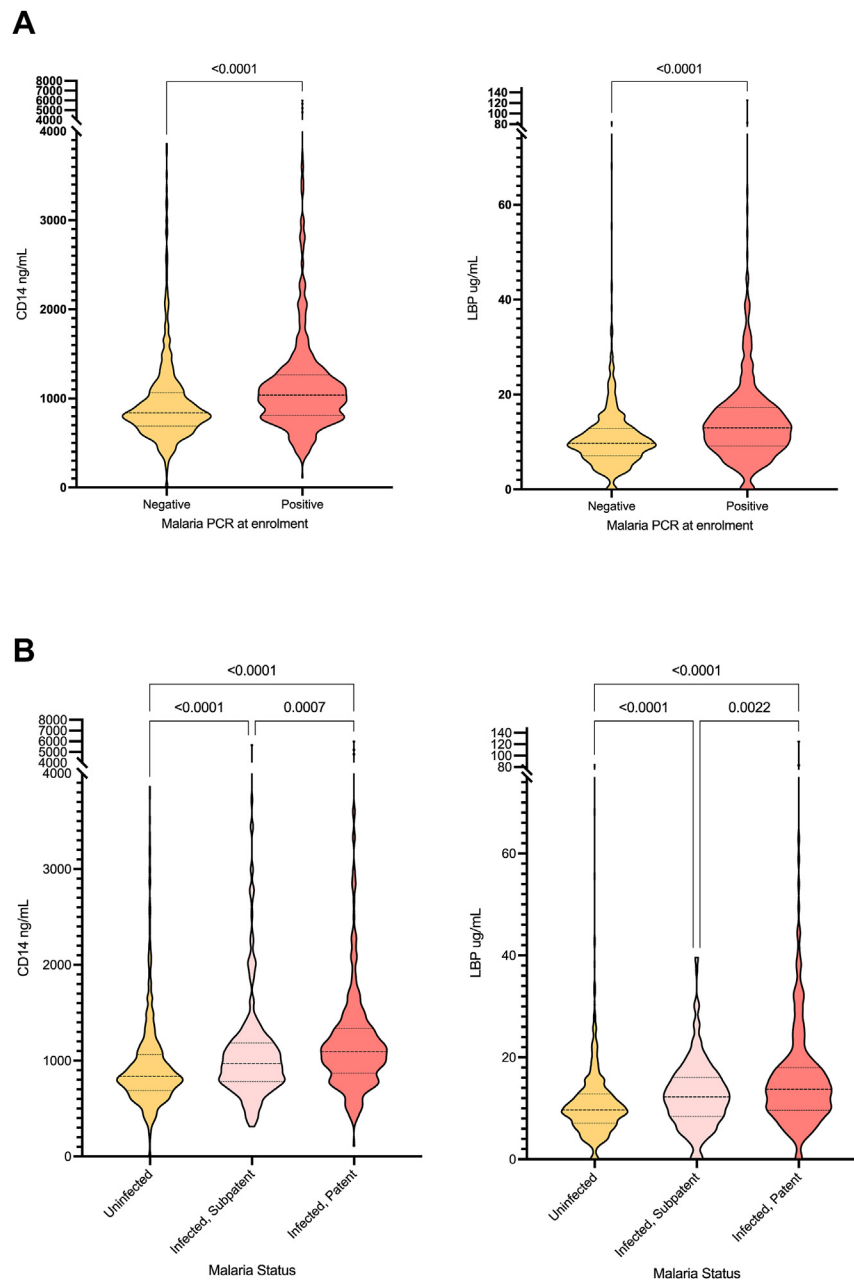 A
<0.0001
8000
7000
6000
5000
4000
4000
3000
2000
1000
0
CD14 ng/mL
Negative
Positive
Malaria PCR at enrolment
<0.0001
140
120
100
80
60
40
20
0
LBP ug/mL
Negative
Positive
Malaria PCR at enrolment
B
<0.0001
<0.0001
0.0007
8000
7000
6000
5000
4000
4000
3000
2000
1000
0
CD14 ng/mL
Uninfected
Infected, Subpatent
Infected, Patent
Malaria Status
<0.0001
<0.0001
0.0022
140
120
100
80
60
40
20
0
LBP ug/mL
Uninfected
Infected, Subpatent
Infected, Patent
Malaria Status